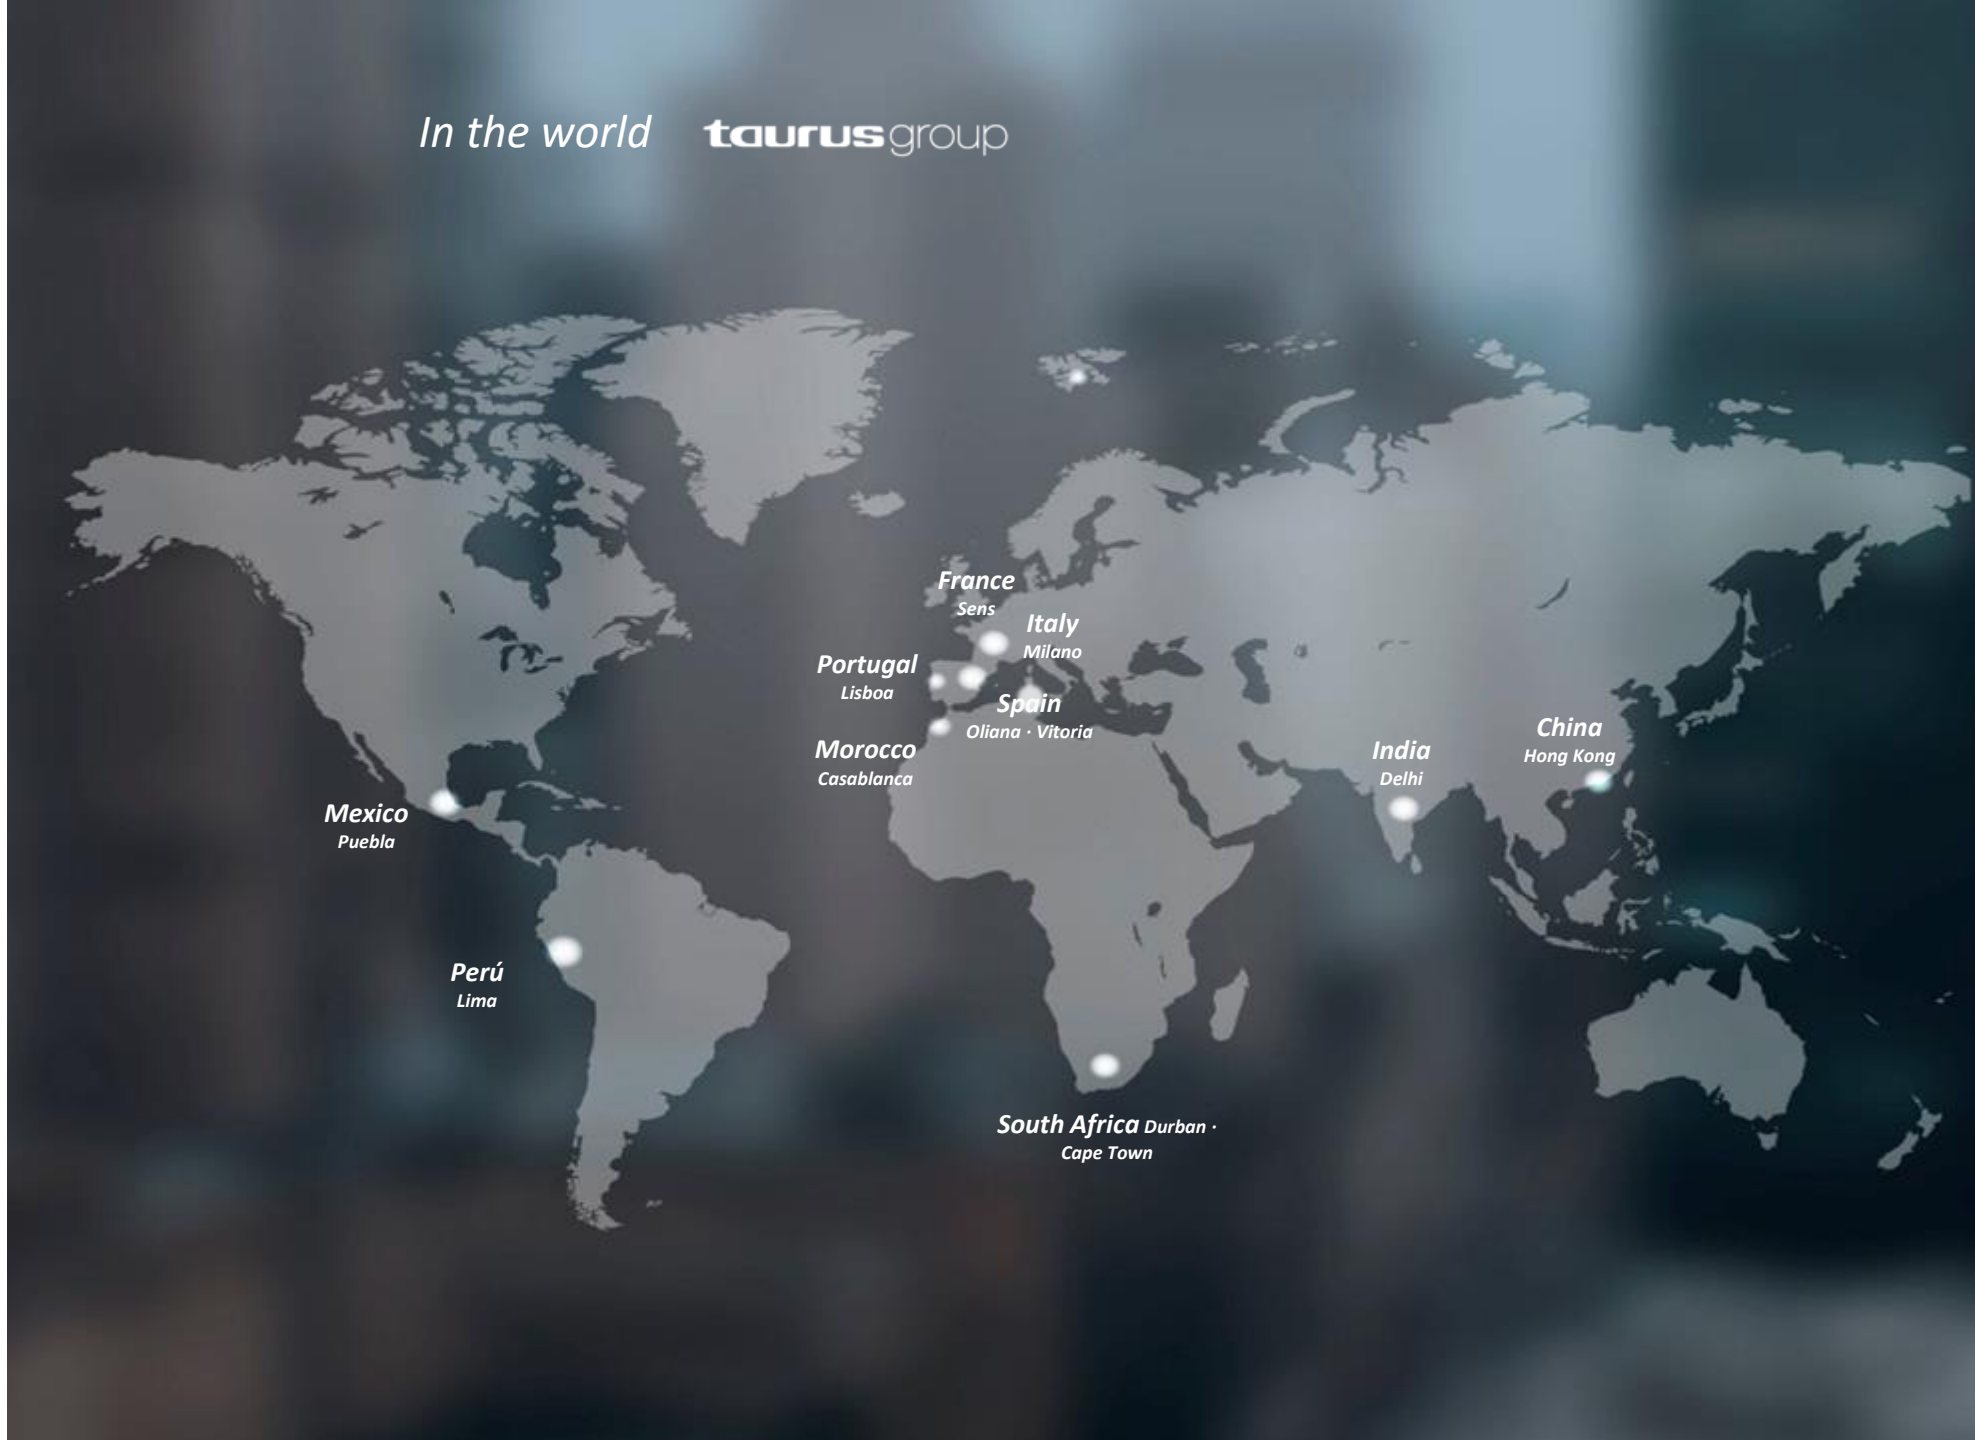 In the world taurusgroup
France
Sens
Italy
Milano
Portugal
Lisboa
Spain
Oliana · Vitoria
Morocco
Casablanca
China
Hong Kong
India
Delhi
Mexico
Puebla
Perú
Lima
South Africa Durban ·
Cape Town